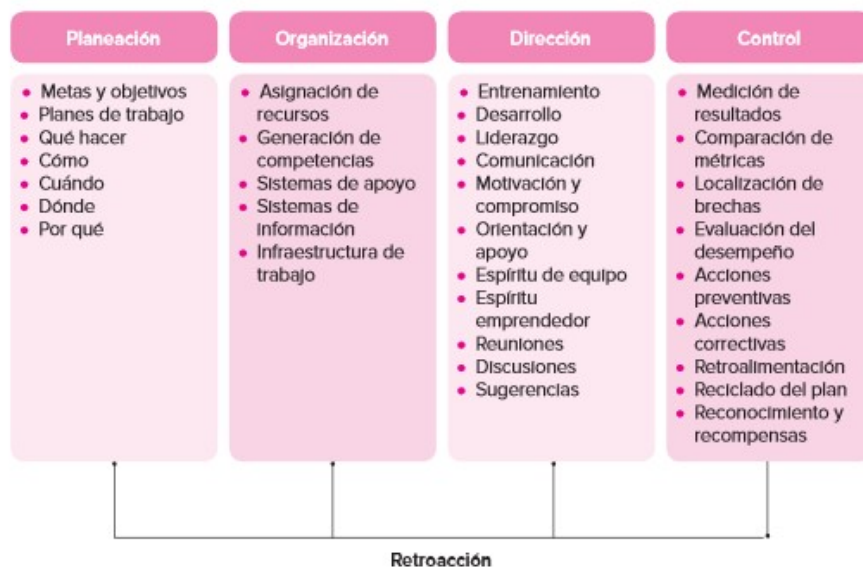 Planeación
Metas y objetivos
Planes de trabajo
Qué hacer
Cómo
Cuándo
Dónde
Por qué
Organización
Asignación de
recursos
Generación de
competencias
Sistemas de apoyo
Sistemas de
información
Infraestructura de
trabajo
Dirección
Entrenamiento
Desarrollo
Liderazgo
Comunicación
Motivación y
compromiso
Orientación y
apoyo
Espíritu de equipo
Espíritu
emprendedor
Reuniones
Discusiones
Sugerencias
Control
Medición de
resultados
Comparación de
métricas
Localización de
brechas
Evaluación del
desempeño
Acciones
preventivas
Acciones
correctivas
Retroalimentación
Reciclado del plan
Reconocimiento y
recompensas
Retroacción